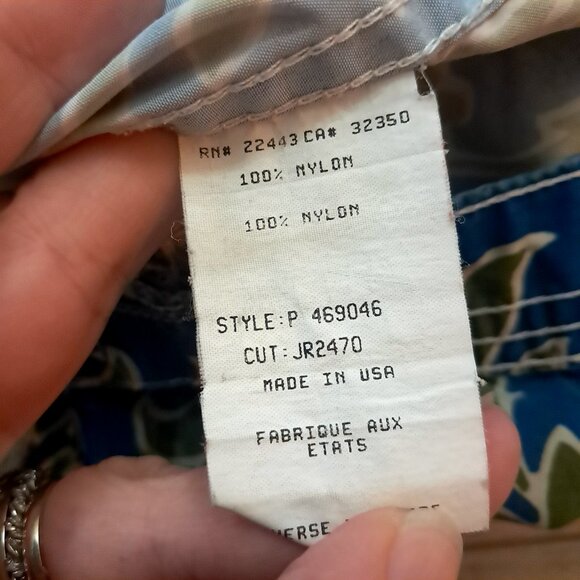 RN# 22443 CA# 32350
100% NYLON
100% NYLON
STYLE:P 469046
CUT:JR2470
MADE IN USA
FABRIQUE AUX
ETATS